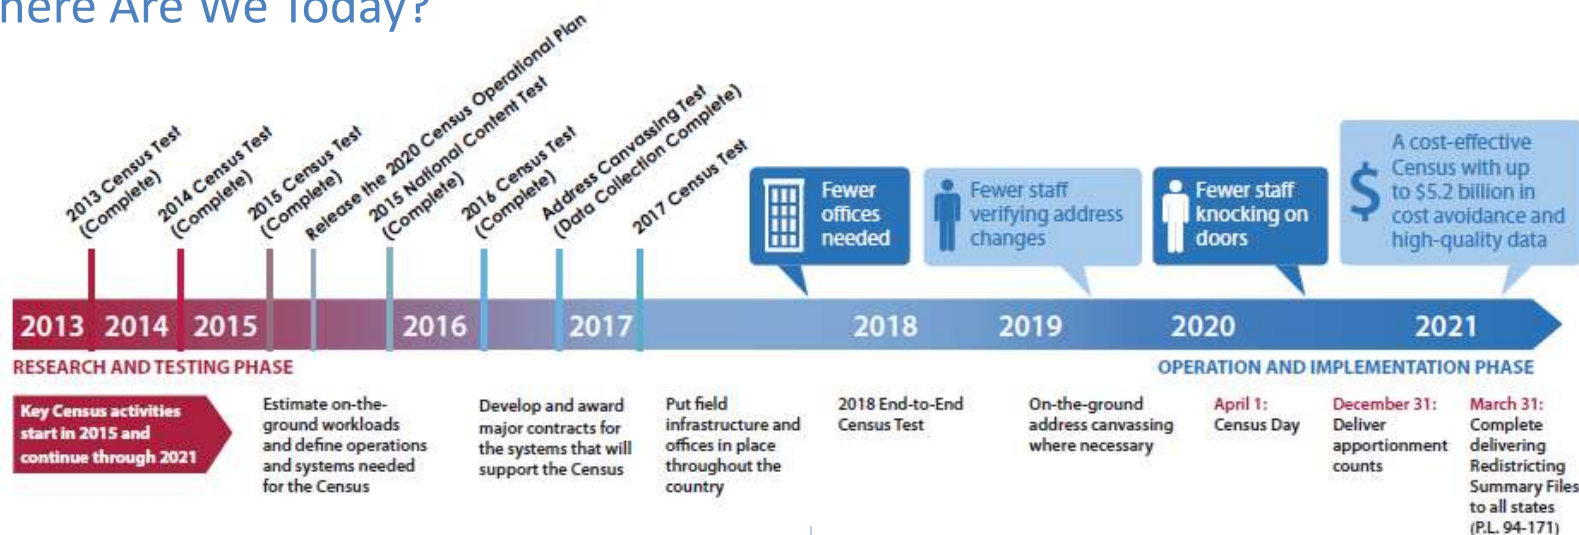 here Are We Today?
2013 Census Test
(Complete)
2014 Census Test
(Complete)
2015 Census Test
(Complete)
Release the 2020 Census Operational Plan
2015 National Content Test
(Complete)
2016 Census Test
(Complete)
Address Canvassing Test
(Data Collection Complete)
2017 Census Test
Fewer
offices
needed
Fewer staff
verifying address
changes
Fewer staff
knocking on
doors
$
A cost-effective
Census with up
to $5.2 billion in
cost avoidance and
high-quality data
2013 2014 2015 2016 2017 2018 2019 2020 2021
RESEARCH AND TESTING PHASE
OPERATION AND IMPLEMENTATION PHASE
Key Census activities
start in 2015 and
continue through 2021
Estimate on-the-
ground workloads
and define operations
and systems needed
for the Census
Develop and award
major contracts for
the systems that will
support the Census
Put field
infrastructure and
offices in place
throughout the
country
2018 End-to-End
Census Test
On-the-ground
address canvassing
where necessary
April 1:
Census Day
December 31:
Deliver
apportionment
counts
March 31:
Complete
delivering
Redistricting
Summary Files
to all states
(P.L. 94-171)